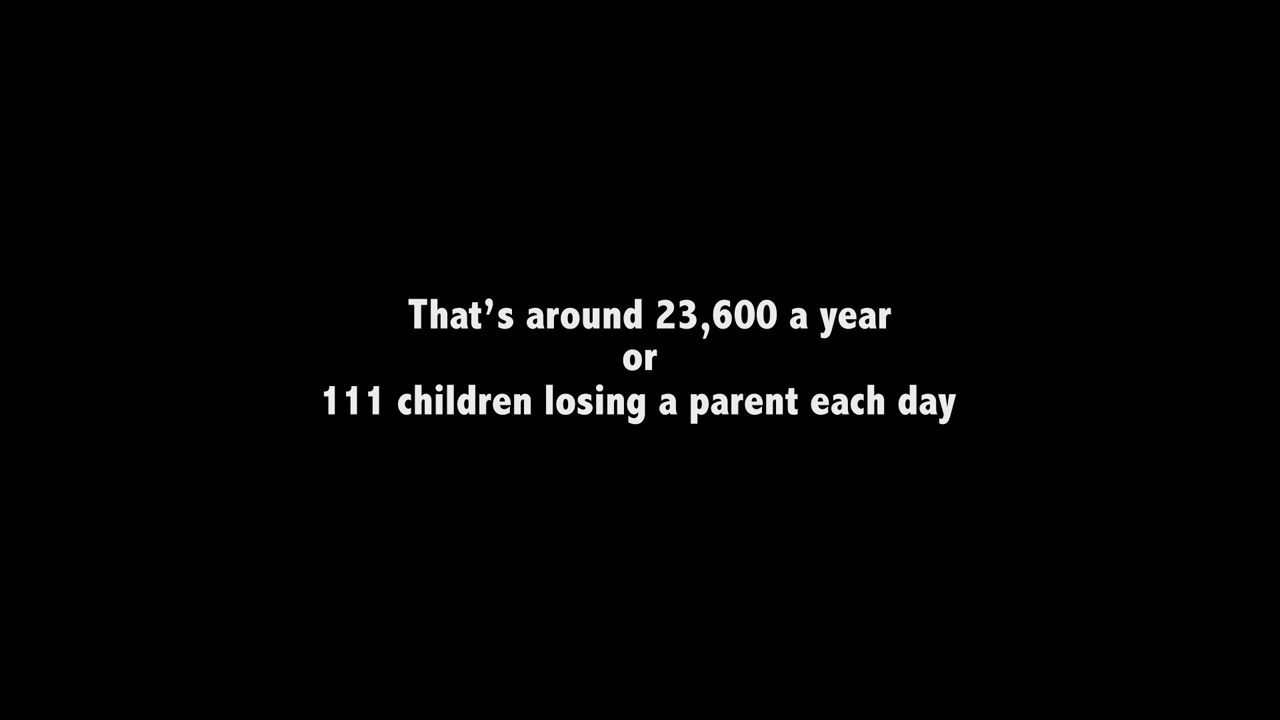 That’s around 23,600 a year
or
111 children losing a parent each day